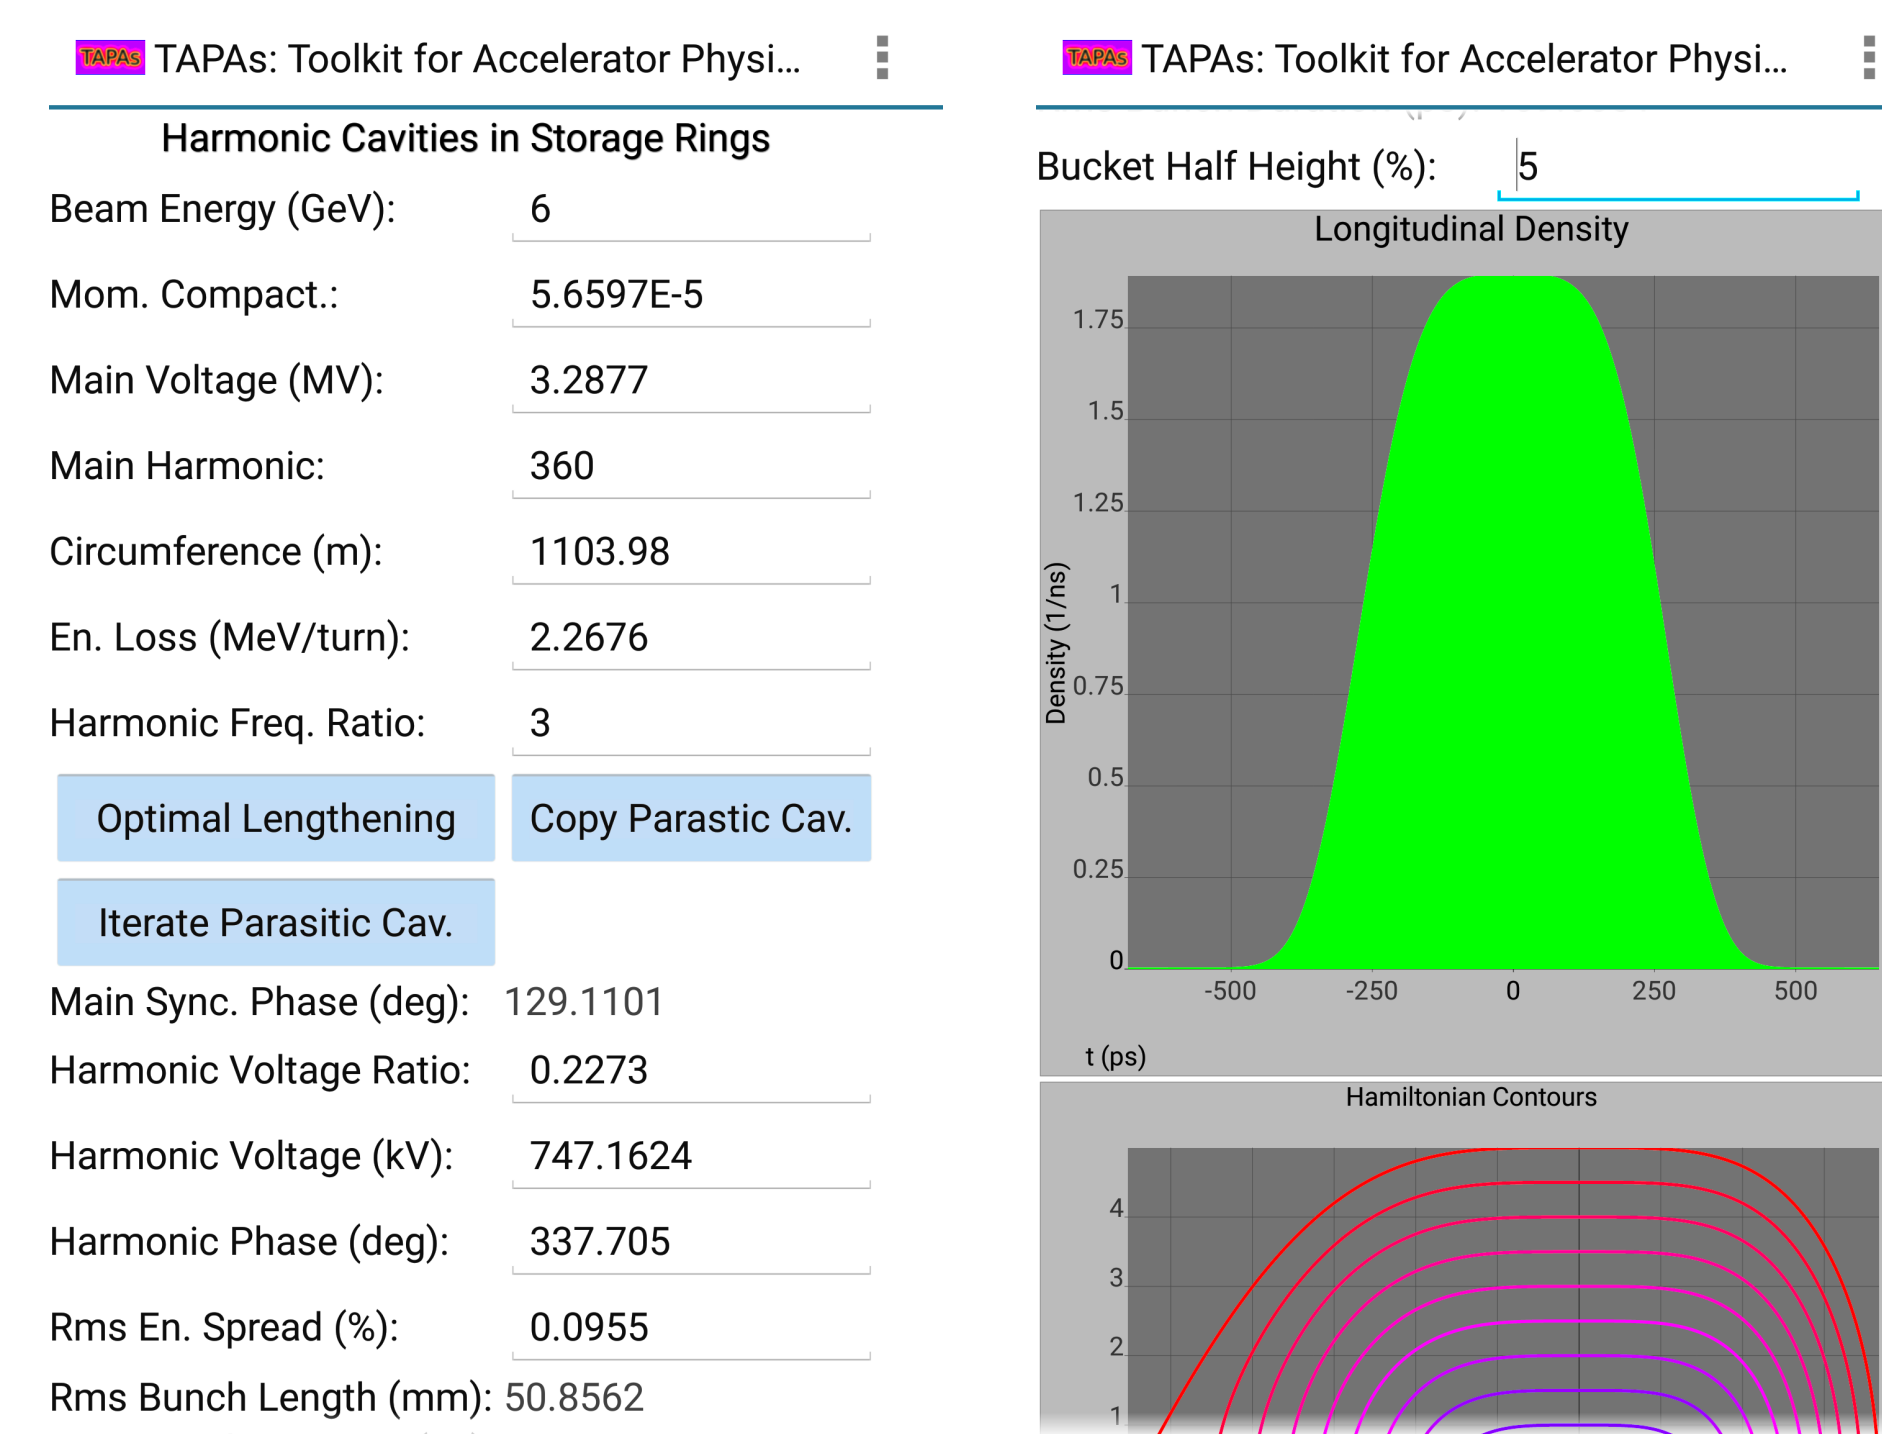 TAPAs TAPAs: Toolkit for Accelerator Physi...
Harmonic Cavities in Storage Rings
Beam Energy (GeV): 6
Mom. Compact.: 5.6597E-5
Main Voltage (MV): 3.2877
Main Harmonic: 360
Circumference (m): 1103.98
En. Loss (MeV/turn): 2.2676
Harmonic Freq. Ratio: 3
Optimal Lengthening Copy Parastic Cav.
Iterate Parasitic Cav.
Main Sync. Phase (deg): 129.1101
Harmonic Voltage Ratio: 0.2273
Harmonic Voltage (kV): 747.1624
Harmonic Phase (deg): 337.705
Rms En. Spread (%): 0.0955
Rms Bunch Length (mm): 50.8562
TAPAs TAPAs: Toolkit for Accelerator Physi...
Bucket Half Height (%): 5
Longitudinal Density
Density (1/ns)
1.75
1.5
1.25
1
0.75
0.5
0.25
0
-500 -250 0 250 500
t (ps)
Hamiltonian Contours
4
3
2
1